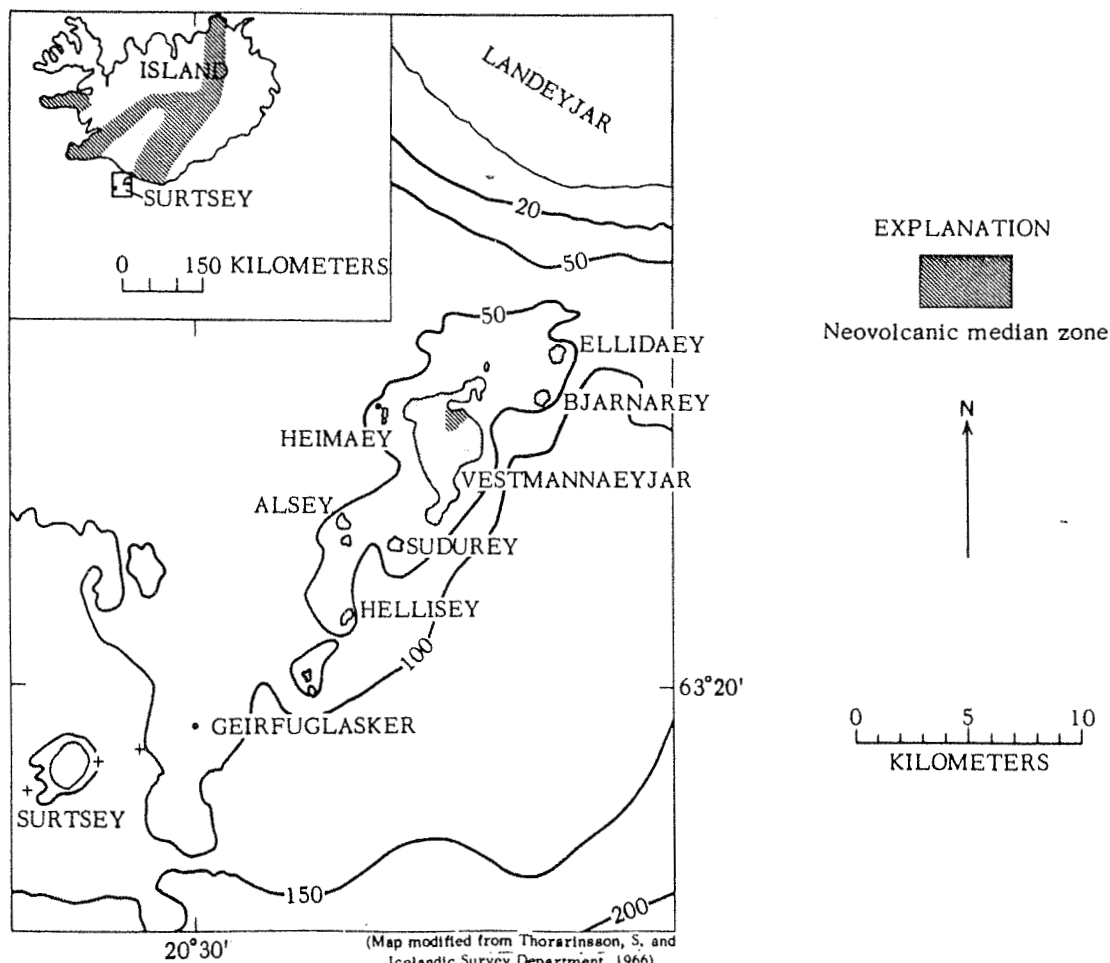 ISLAND
SURTSEY
0 150 KILOMETERS
LANDEYJAR
20
50
50
ELLIDAEY
BJARNAREY
HEIMAEY
VESTMANNAEYJAR
ALSEY
SUDUREY
HELLISEY
100
63°20'
GEIRFUGLASKER
SURTSEY
150
200
20°30'
(Map modified from Thorarinsson, S, and
Icelandic Survey Department, 1966)
EXPLANATION
Neovolcanic median zone
N
0 5 10
KILOMETERS